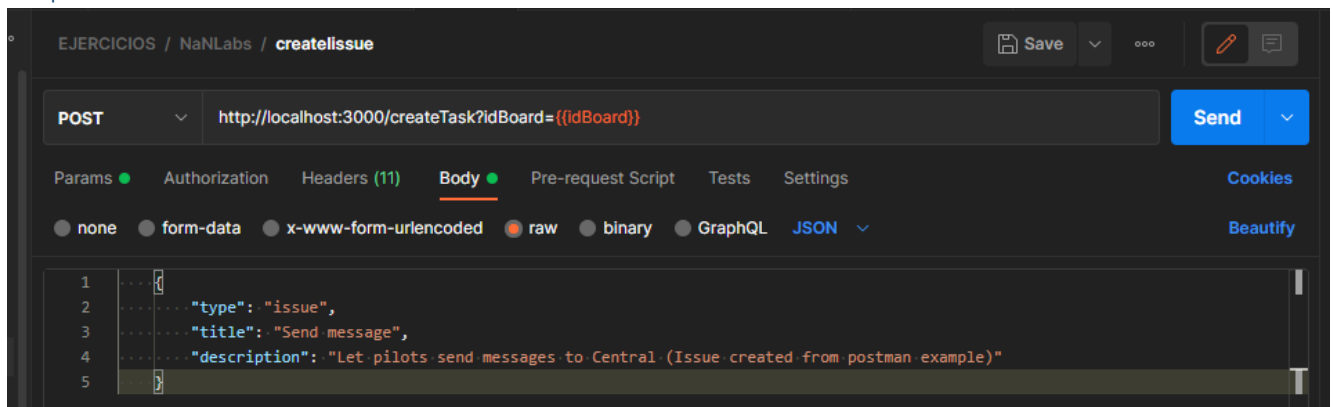 EJERCICIOS / NaNLabs / createIissue
Save
POST http://localhost:3000/createTask?idBoard={{idBoard}} Send
Params Authorization Headers (11) Body Pre-request Script Tests Settings Cookies
none form-data x-www-form-urlencoded raw binary GraphQL JSON Beautify
1 {
2 "type": "issue",
3 "title": "Send message",
4 "description": "Let pilots send messages to Central (Issue created from postman example)"
5 }